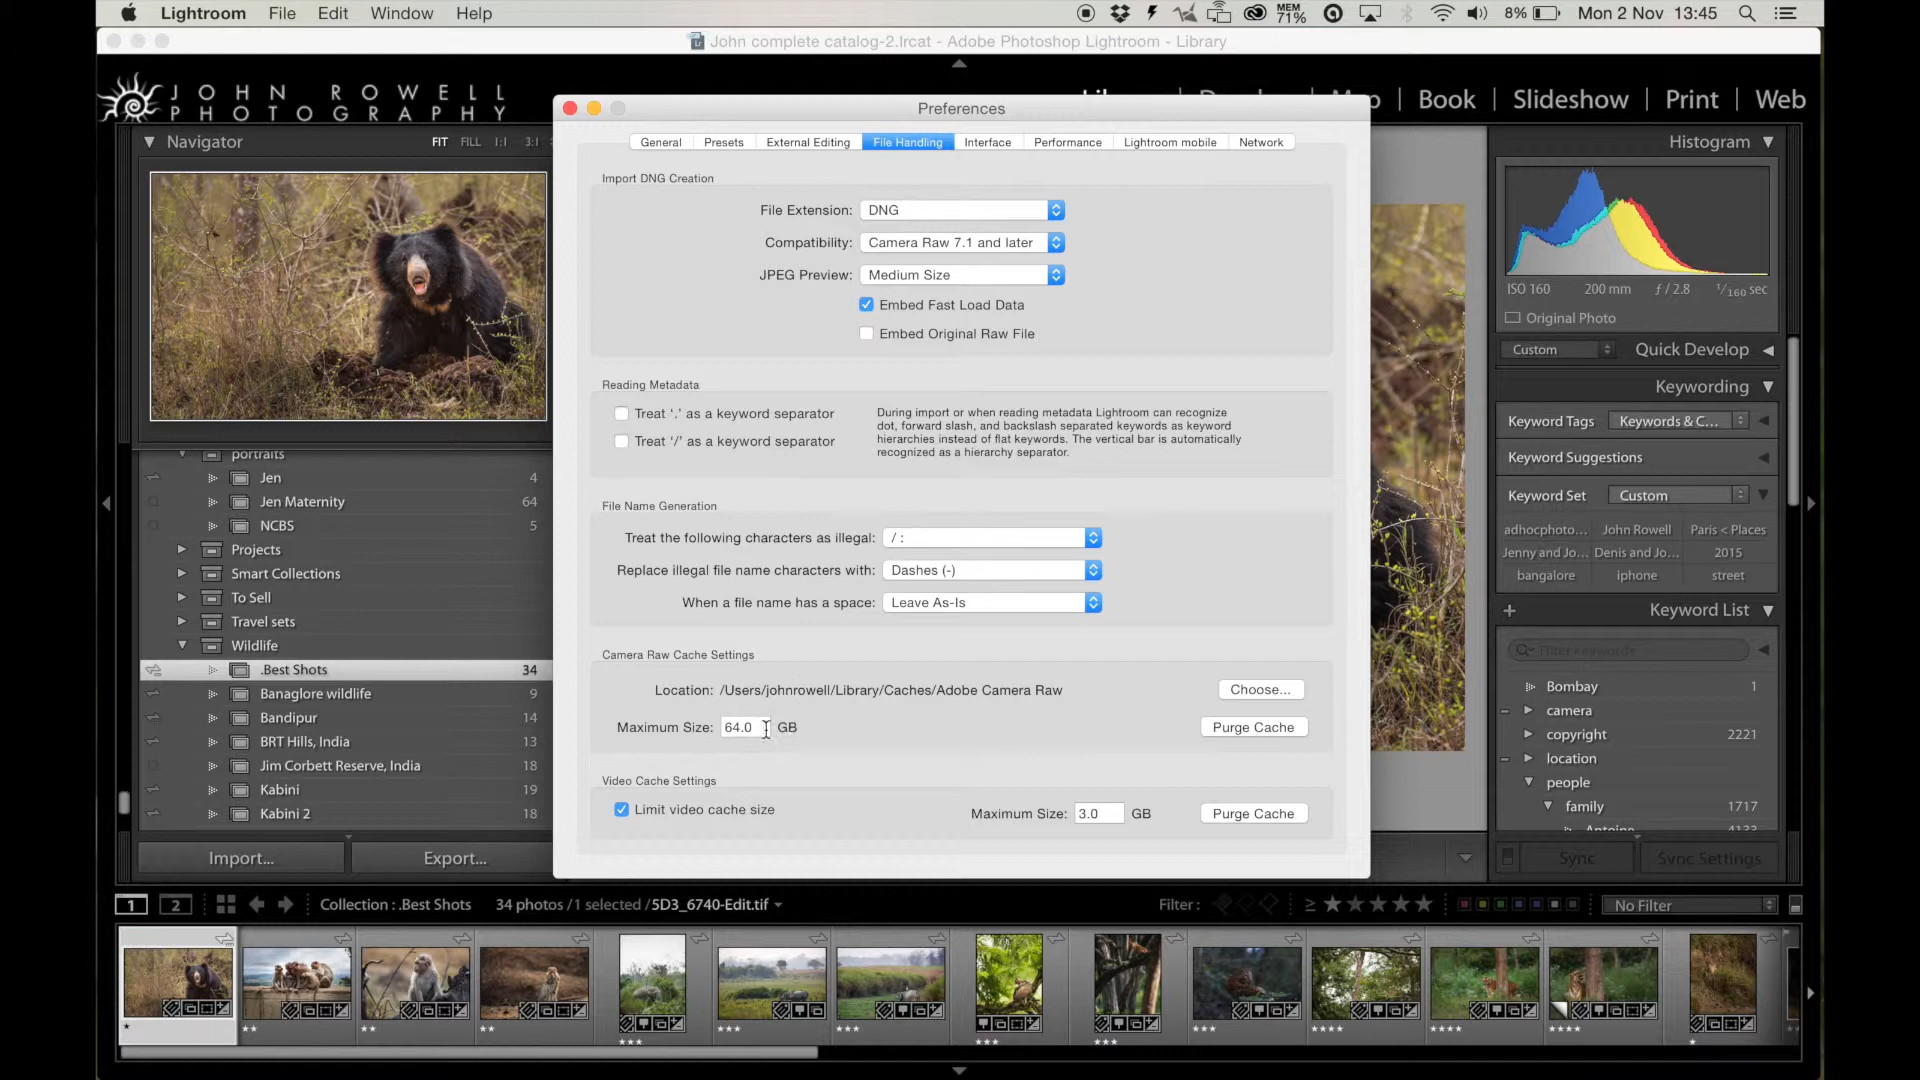 Lightroom File Edit Window Help
MEM 71% 8% Mon 2 Nov 13:45
John complete catalog-2.lrcat - Adobe Photoshop Lightroom - Library
JOHN ROWELL
PHOTOGRAPHY
Book | Slideshow | Print | Web
Preferences
Navigator FIT FILL 1:1 3:1
General Presets External Editing File Handling Interface Performance Lightroom mobile Network
Histogram
Import DNG Creation
File Extension: DNG
Compatibility: Camera Raw 7.1 and later
JPEG Preview: Medium Size
Embed Fast Load Data
Embed Original Raw File
Reading Metadata
Treat '.' as a keyword separator
Treat '/' as a keyword separator
During import or when reading metadata Lightroom can recognize
dot, forward slash, and backslash separated keywords as keyword
hierarchies instead of flat keywords. The vertical bar is automatically
recognized as a hierarchy separator.
File Name Generation
Treat the following characters as illegal: / :
Replace illegal file name characters with: Dashes (-)
When a file name has a space: Leave As-Is
Camera Raw Cache Settings
Location: /Users/johnrowell/Library/Caches/Adobe Camera Raw Choose...
Maximum Size: 64.0 GB Purge Cache
Video Cache Settings
Limit video cache size Maximum Size: 3.0 GB Purge Cache
portraits
Jen 4
Jen Maternity 64
NCBS 5
Projects
Smart Collections
To Sell
Travel sets
Wildlife
.Best Shots 34
Banaglore wildlife 9
Bandipur 14
BRT Hills, India 13
Jim Corbett Reserve, India 18
Kabini 19
Kabini 2 18
Import... Export...
ISO 160 200 mm ƒ / 2.8 1/160 sec
Original Photo
Custom Quick Develop
Keywording
Keyword Tags Keywords & C...
Keyword Suggestions
Keyword Set Custom
adhocphoto... John Rowell Paris < Places
Jenny and Jo... Denis and Jo... 2015
bangalore iphone street
+ Keyword List
Filter Keywords
Bombay 1
camera
copyright 2221
location
people
family 1717
Antoine 4133
Sync Sync Settings
1 2 Collection : .Best Shots 34 photos / 1 selected / 5D3_6740-Edit.tif Filter : ≥ ★★★★★ No Filter